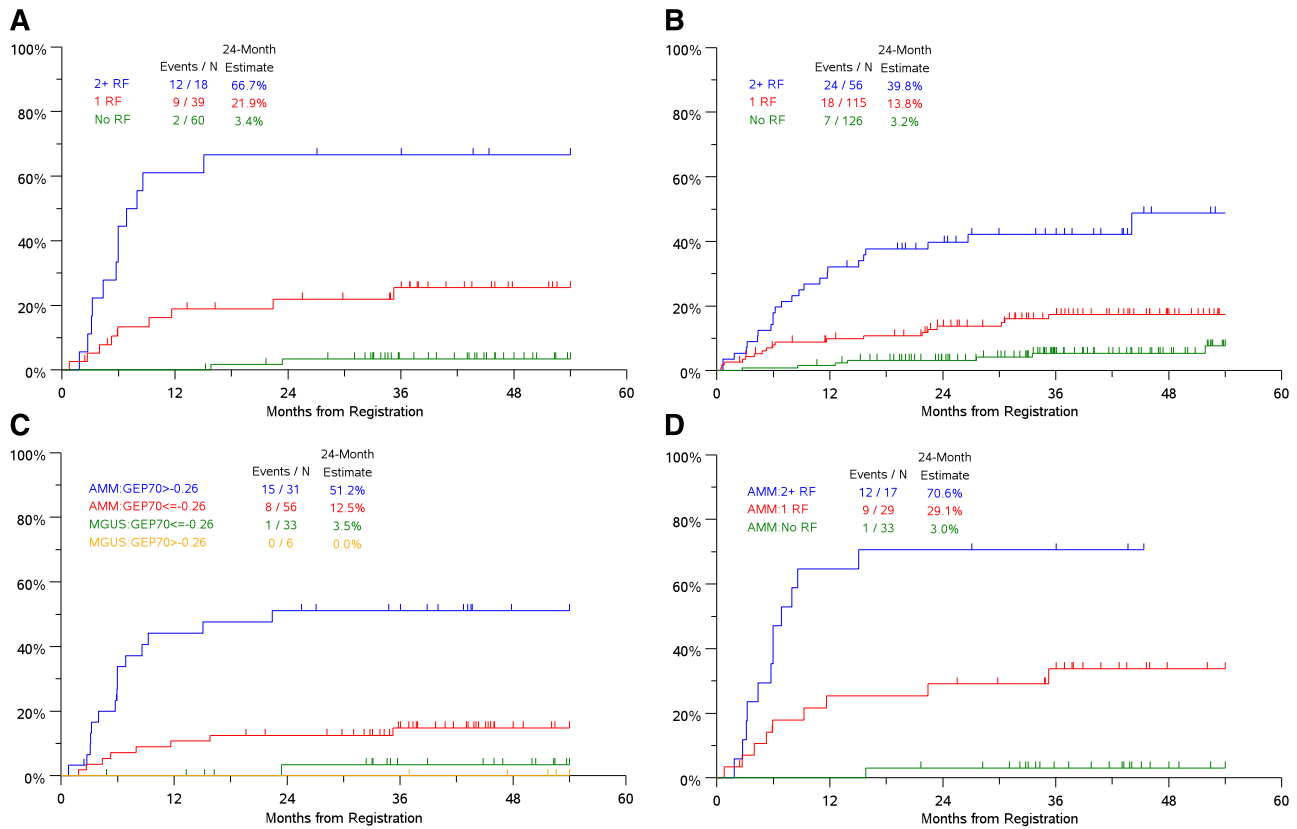 A
24-Month
Events / N Estimate
2+ RF 12 / 18 66.7%
1 RF 9 / 39 21.9%
No RF 2 / 60 3.4%
100%
80%
60%
40%
20%
0%
0 12 24 36 48 60
Months from Registration
B
24-Month
Events / N Estimate
2+ RF 24 / 56 39.8%
1 RF 18 / 115 13.8%
No RF 7 / 126 3.2%
100%
80%
60%
40%
20%
0%
0 12 24 36 48 60
Months from Registration
C
24-Month
Events / N Estimate
AMM:GEP70>-0.26 15 / 31 51.2%
AMM:GEP70<=-0.26 8 / 56 12.5%
MGUS:GEP70<=-0.26 1 / 33 3.5%
MGUS:GEP70>-0.26 0 / 6 0.0%
100%
80%
60%
40%
20%
0%
0 12 24 36 48 60
Months from Registration
D
24-Month
Events / N Estimate
AMM:2+ RF 12 / 17 70.6%
AMM:1 RF 9 / 29 29.1%
AMM:No RF 1 / 33 3.0%
100%
80%
60%
40%
20%
0%
0 12 24 36 48 60
Months from Registration